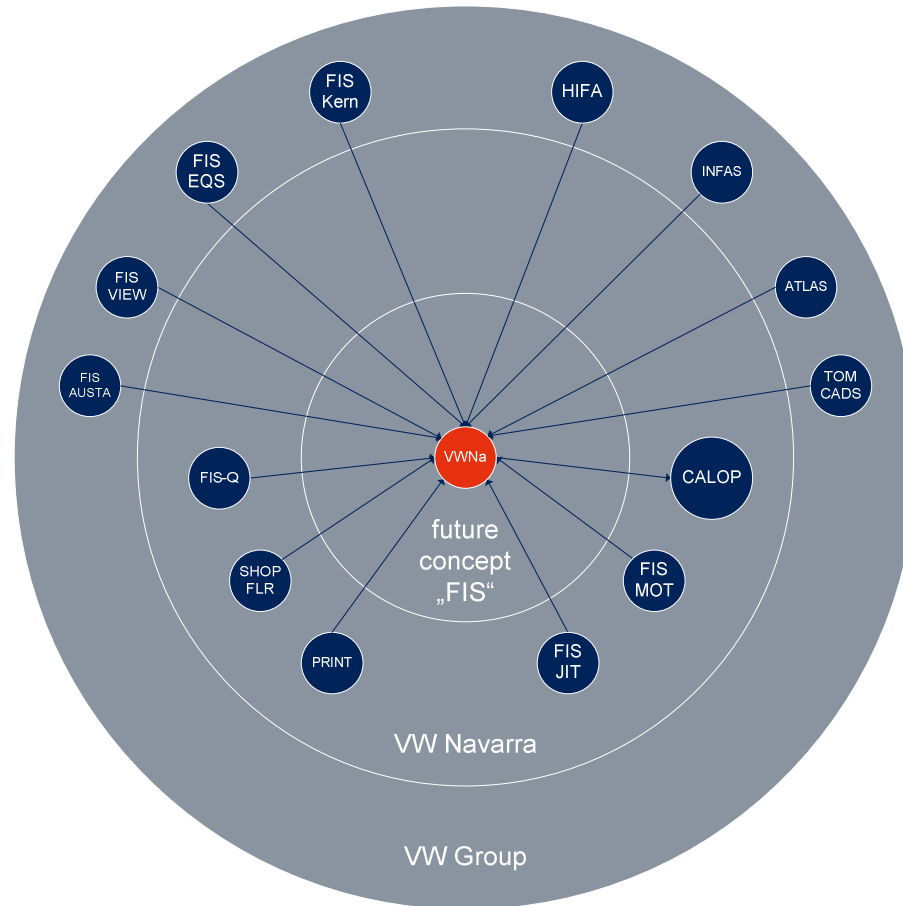 FIS
Kern
HIFA
FIS
EQS
INFAS
FIS
VIEW
ATLAS
FIS
AUSTA
TOM
CADS
VWNa
FIS-Q
CALOP
future
concept
„FIS“
SHOP
FLR
FIS
MOT
PRINT
FIS
JIT
VW Navarra
VW Group